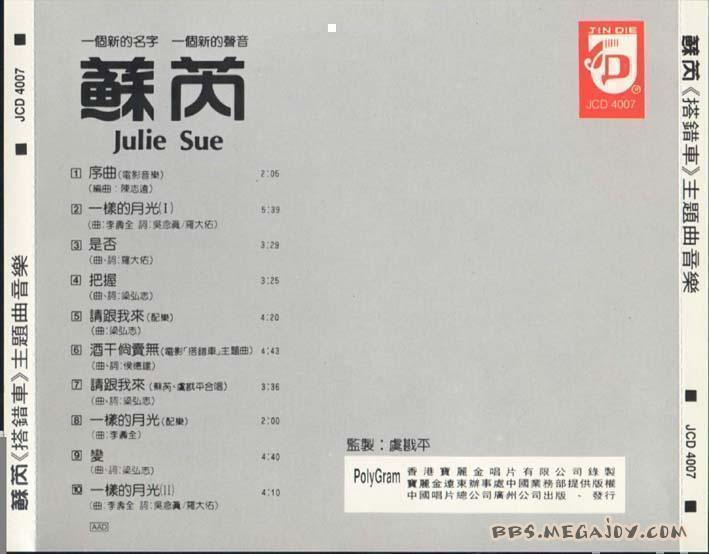 一個新的名字 一個新的聲音
蘇芮
Julie Sue
JIN DIE
JCD 4007
1 序曲(電影音樂) 2:05
(編曲:陳志遠)
2 一樣的月光(I) 5:39
(曲:李壽全 詞:吳念真/羅大佑)
3 是否 3:29
(曲、詞:羅大佑)
4 把握 3:25
(曲、詞:梁弘志)
5 請跟我來(配樂) 4:20
(曲:梁弘志)
6 酒干倘賣無(電影「搭錯車」主題曲) 4:43
(曲、詞:侯德建)
7 請跟我來(蘇芮、虞戡平合唱) 3:36
(曲、詞:梁弘志)
8 一樣的月光(配樂) 2:00
(曲:李壽全)
9 變 4:40
(曲、詞:梁弘志)
10 一樣的月光(II) 4:10
(曲:李壽全 詞:吳念真/羅大佑)
AAD
監製:虞戡平
PolyGram
香港寶麗金唱片有限公司錄製
寶麗金遠東辦事處中國業務部提供版權
中國唱片總公司廣州公司出版、發行
JCD 4007
蘇芮《搭錯車》主題曲音樂
蘇芮《搭錯車》主題曲音樂
JCD 4007
BBS.MEGAJOY.COM